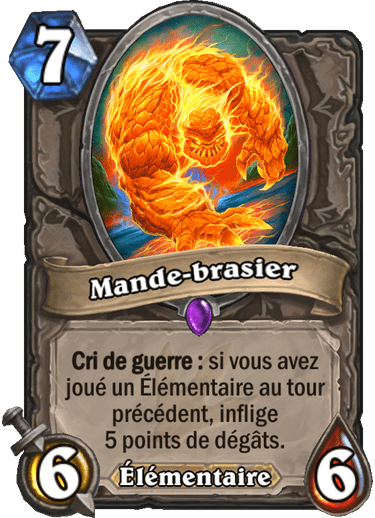 7
Mande-brasier
Cri de guerre : si vous avez
joué un Élémentaire au tour
précédent, inflige
5 points de dégâts.
6
Élémentaire
6